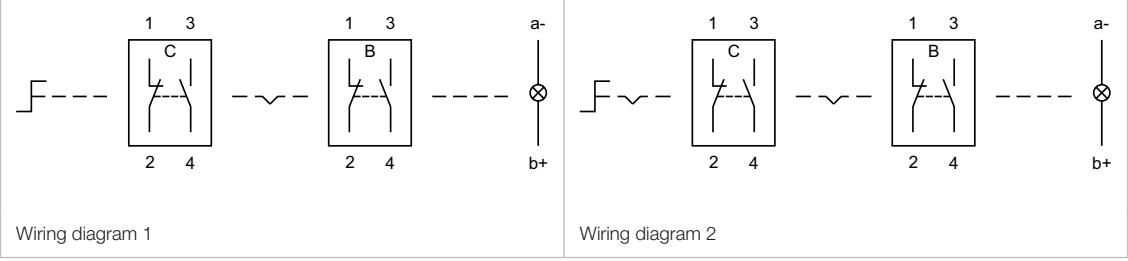 1 3 1 3 a- 1 3 1 3 a-
C B C B
2 4 2 4 b+ 2 4 2 4 b+
Wiring diagram 1 Wiring diagram 2